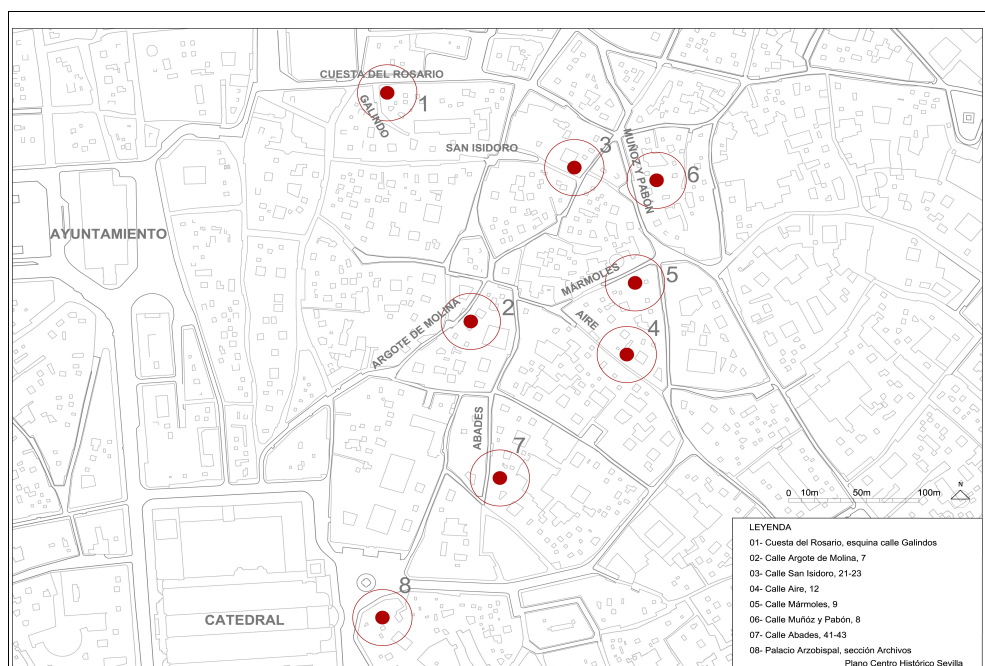 CUESTA DEL ROSARIO
1
GALINDO
SAN ISIDORO
3
MUÑOZ Y PABÓN
6
AYUNTAMIENTO
MÁRMOLES
5
ARGOTE DE MOLINA
2
AIRE
4
ABADES
7
0 10m 50m 100m
N
8
CATEDRAL
LEYENDA
01- Cuesta del Rosario, esquina calle Galindos
02- Calle Argote de Molina, 7
03- Calle San Isidoro, 21-23
04- Calle Aire, 12
05- Calle Mármoles, 9
06- Calle Muñóz y Pabón, 8
07- Calle Abades, 41-43
08- Palacio Arzobispal, sección Archivos
Plano Centro Histórico Sevilla